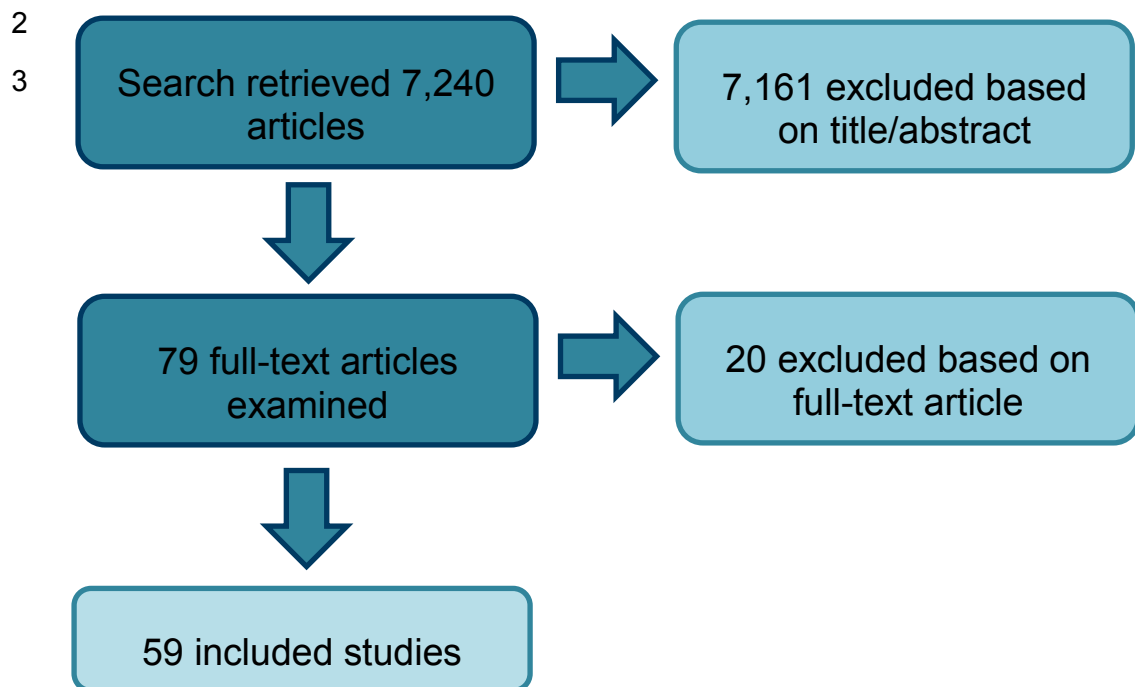 2
3
Search retrieved 7,240
articles
7,161 excluded based
on title/abstract
79 full-text articles
examined
20 excluded based on
full-text article
59 included studies